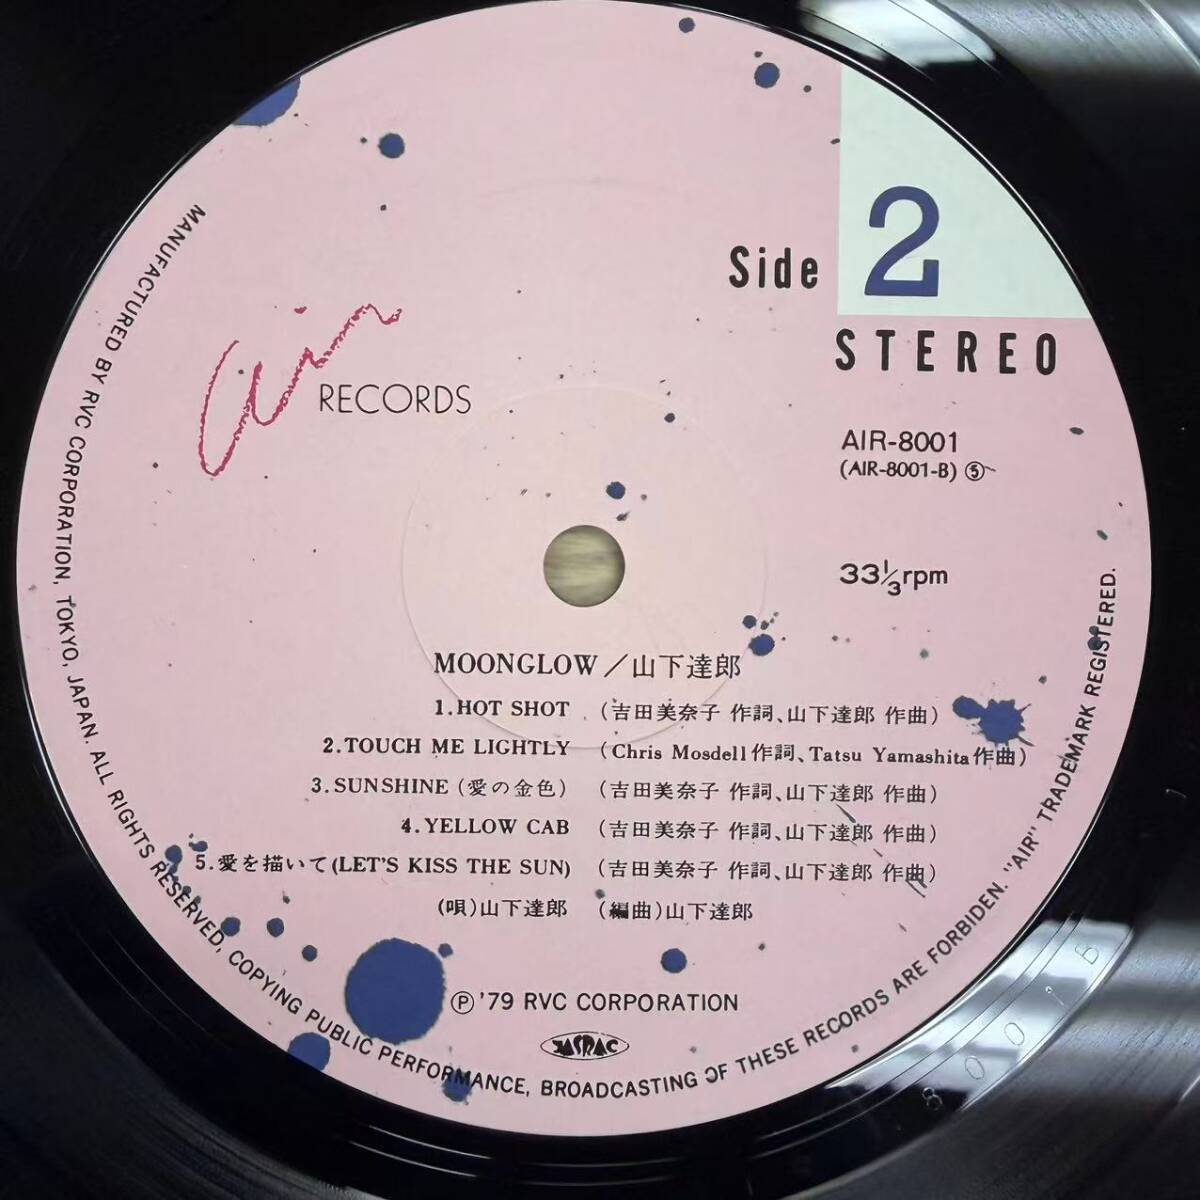 Side 2
STEREO
air RECORDS
AIR-8001
(AIR-8001-B) ⑤
33⅓rpm
MOONGLOW／山下達郎
1.HOT SHOT (吉田美奈子 作詞、山下達郎 作曲)
2.TOUCH ME LIGHTLY (Chris Mosdell作詞、Tatsu Yamashita作曲)
3.SUNSHINE (愛の金色) (吉田美奈子 作詞、山下達郎 作曲)
4.YELLOW CAB (吉田美奈子 作詞、山下達郎 作曲)
5.愛を描いて(LET'S KISS THE SUN) (吉田美奈子 作詞、山下達郎 作曲)
(唄)山下達郎 (編曲)山下達郎
Ⓟ'79 RVC CORPORATION
JASRAC
MANUFACTURED BY RVC CORPORATION, TOKYO, JAPAN. ALL RIGHTS RESERVED, COPYING PUBLIC PERFORMANCE, BROADCASTING OF THESE RECORDS ARE FORBIDDEN. "AIR" TRADEMARK REGISTERED.